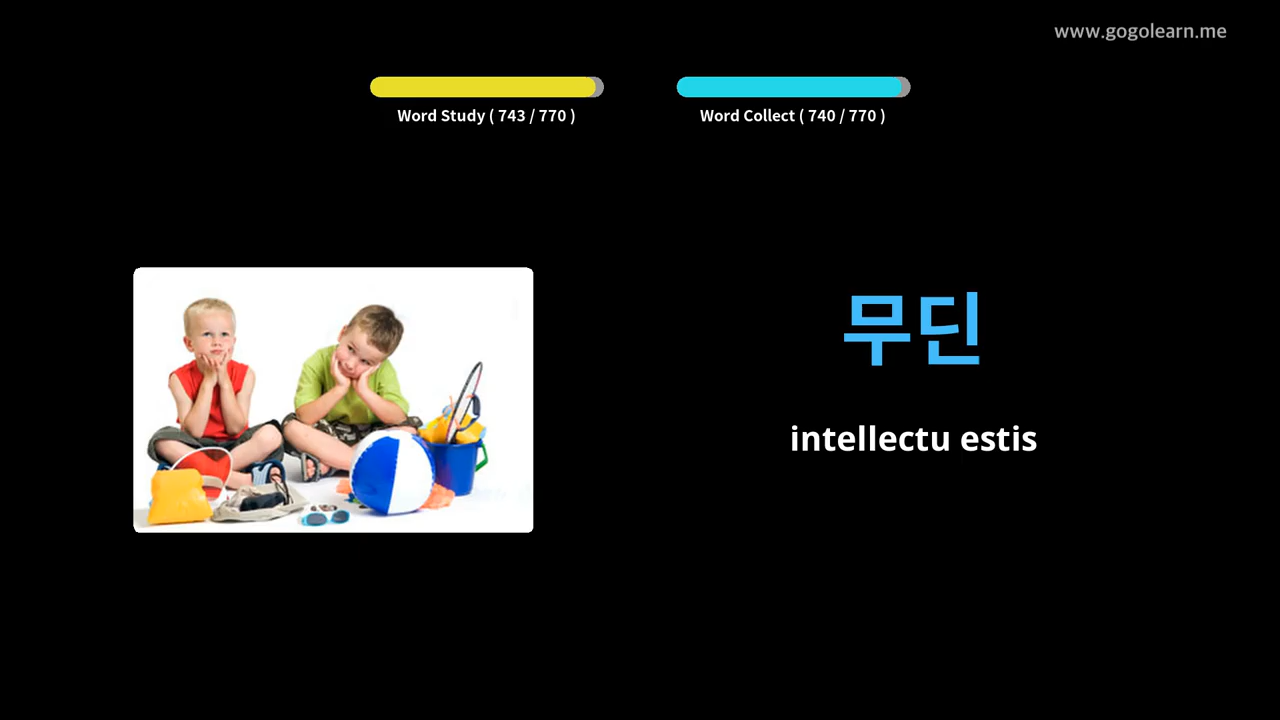 www.gogolearn.me
Word Study ( 743 / 770 )
Word Collect ( 740 / 770 )
무딘
intellectu estis